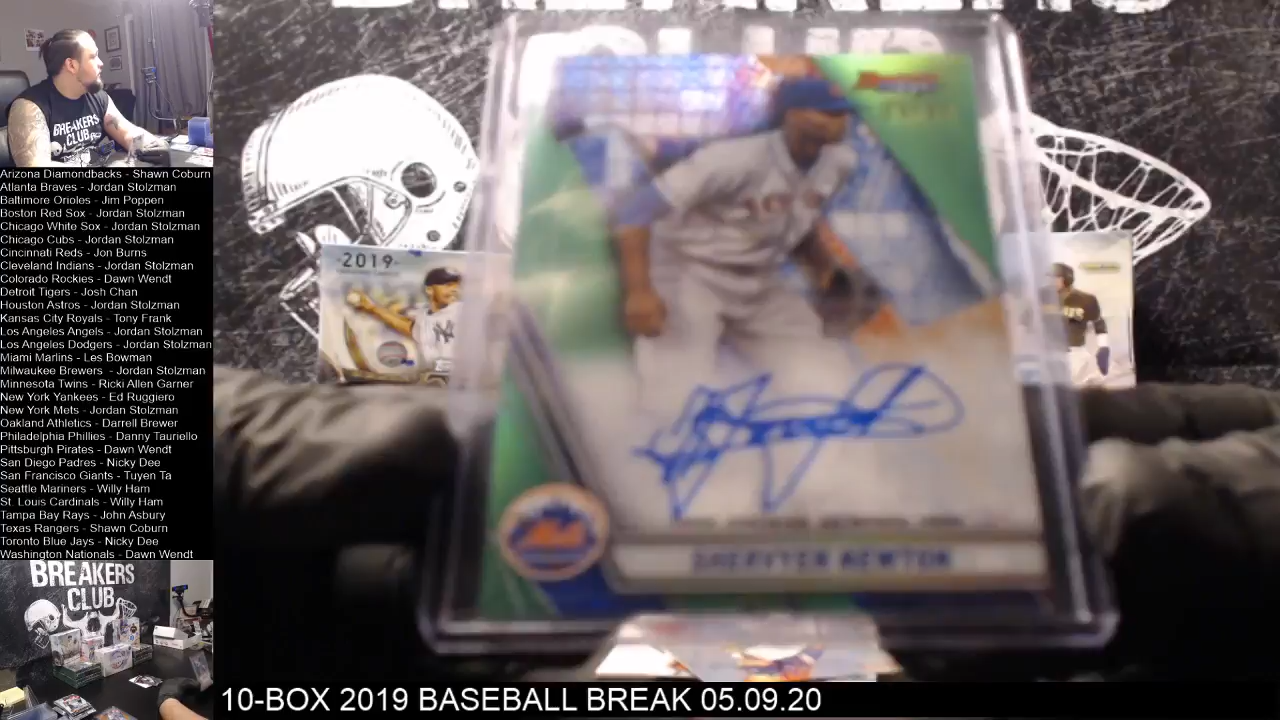 BREAKERS
CLUB
BREAKERS
CLUB
Arizona Diamondbacks - Shawn Coburn
Atlanta Braves - Jordan Stolzman
Baltimore Orioles - Jim Poppen
Boston Red Sox - Jordan Stolzman
Chicago White Sox - Jordan Stolzman
Chicago Cubs - Jordan Stolzman
Cincinnati Reds - Jon Burns
Cleveland Indians - Jordan Stolzman
Colorado Rockies - Dawn Wendt
Detroit Tigers - Josh Chan
Houston Astros - Jordan Stolzman
Kansas City Royals - Tony Frank
Los Angeles Angels - Jordan Stolzman
Los Angeles Dodgers - Jordan Stolzman
Miami Marlins - Les Bowman
Milwaukee Brewers - Jordan Stolzman
Minnesota Twins - Ricki Allen Garner
New York Yankees - Ed Ruggiero
New York Mets - Jordan Stolzman
Oakland Athletics - Darrell Brewer
Philadelphia Phillies - Danny Tauriello
Pittsburgh Pirates - Dawn Wendt
San Diego Padres - Nicky Dee
San Francisco Giants - Tuyen Ta
Seattle Mariners - Willy Ham
St. Louis Cardinals - Willy Ham
Tampa Bay Rays - John Asbury
Texas Rangers - Shawn Coburn
Toronto Blue Jays - Nicky Dee
Washington Nationals - Dawn Wendt
2019
Mets
SHERVYEN NEWTON
BREAKERS
CLUB
10-BOX 2019 BASEBALL BREAK 05.09.20